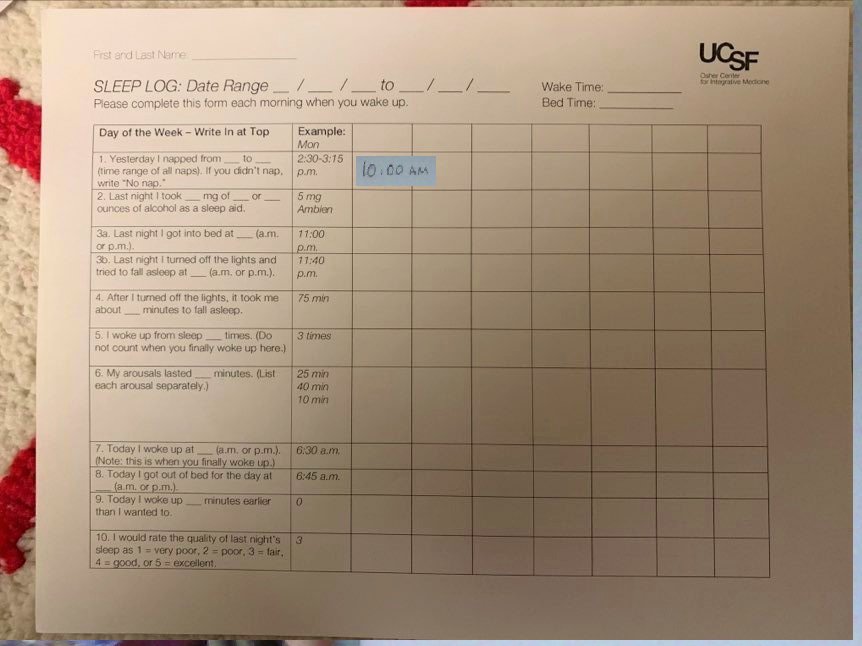 First and Last Name: ____________
UCSF
Osher Center
for Integrative Medicine
SLEEP LOG: Date Range __ / __ / __ to __ / __ / ____
Wake Time: __________
Please complete this form each morning when you wake up.
Bed Time: __________
Day of the Week – Write In at Top
Example:
Mon
1. Yesterday I napped from ___ to ___
(time range of all naps). If you didn't nap,
write "No nap."
2:30-3:15
p.m.
10:00 AM
2. Last night I took ___ mg of ___ or ___
ounces of alcohol as a sleep aid.
5 mg
Ambien
3a. Last night I got into bed at ___ (a.m.
or p.m.).
11:00
p.m.
3b. Last night I turned off the lights and
tried to fall asleep at ___ (a.m. or p.m.).
11:40
p.m.
4. After I turned off the lights, it took me
about ___ minutes to fall asleep.
75 min
5. I woke up from sleep ___ times. (Do
not count when you finally woke up here.)
3 times
6. My arousals lasted ___ minutes. (List
each arousal separately.)
25 min
40 min
10 min
7. Today I woke up at ___ (a.m. or p.m.).
(Note: this is when you finally woke up.)
6:30 a.m.
8. Today I got out of bed for the day at
___ (a.m. or p.m.).
6:45 a.m.
9. Today I woke up ___ minutes earlier
than I wanted to.
0
10. I would rate the quality of last night's
sleep as 1 = very poor, 2 = poor, 3 = fair,
4 = good, or 5 = excellent.
3